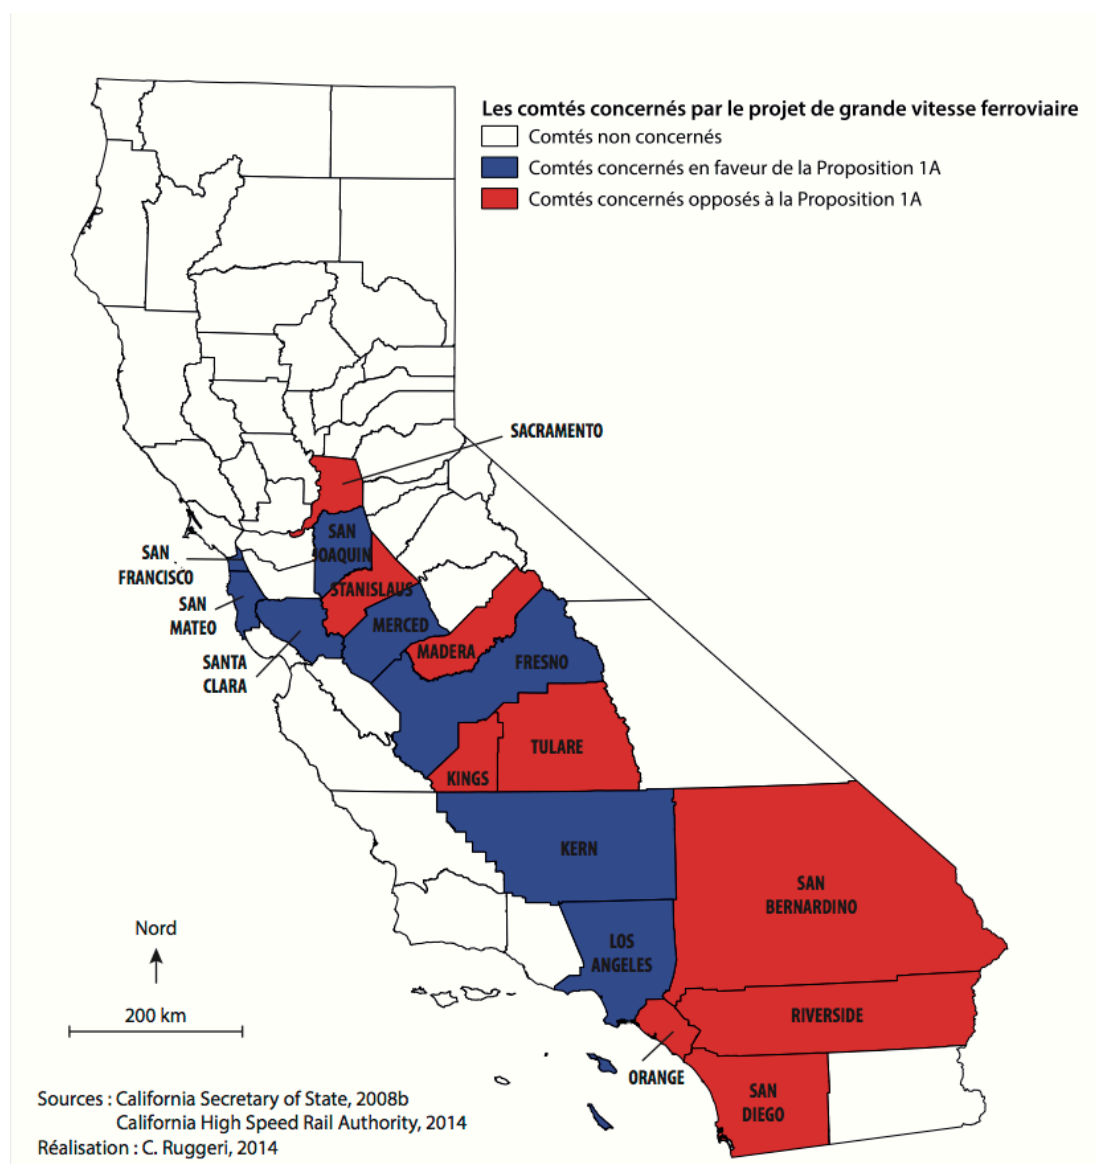 Les comtés concernés par le projet de grande vitesse ferroviaire
Comtés non concernés
Comtés concernés en faveur de la Proposition 1A
Comtés concernés opposés à la Proposition 1A
SACRAMENTO
SAN
JOAQUIN
SAN
FRANCISCO
STANISLAUS
SAN
MATEO
MERCED
MADERA
SANTA
CLARA
FRESNO
TULARE
KINGS
KERN
SAN
BERNARDINO
LOS
ANGELES
Nord
200 km
RIVERSIDE
ORANGE
SAN
DIEGO
Sources : California Secretary of State, 2008b
California High Speed Rail Authority, 2014
Réalisation : C. Ruggeri, 2014